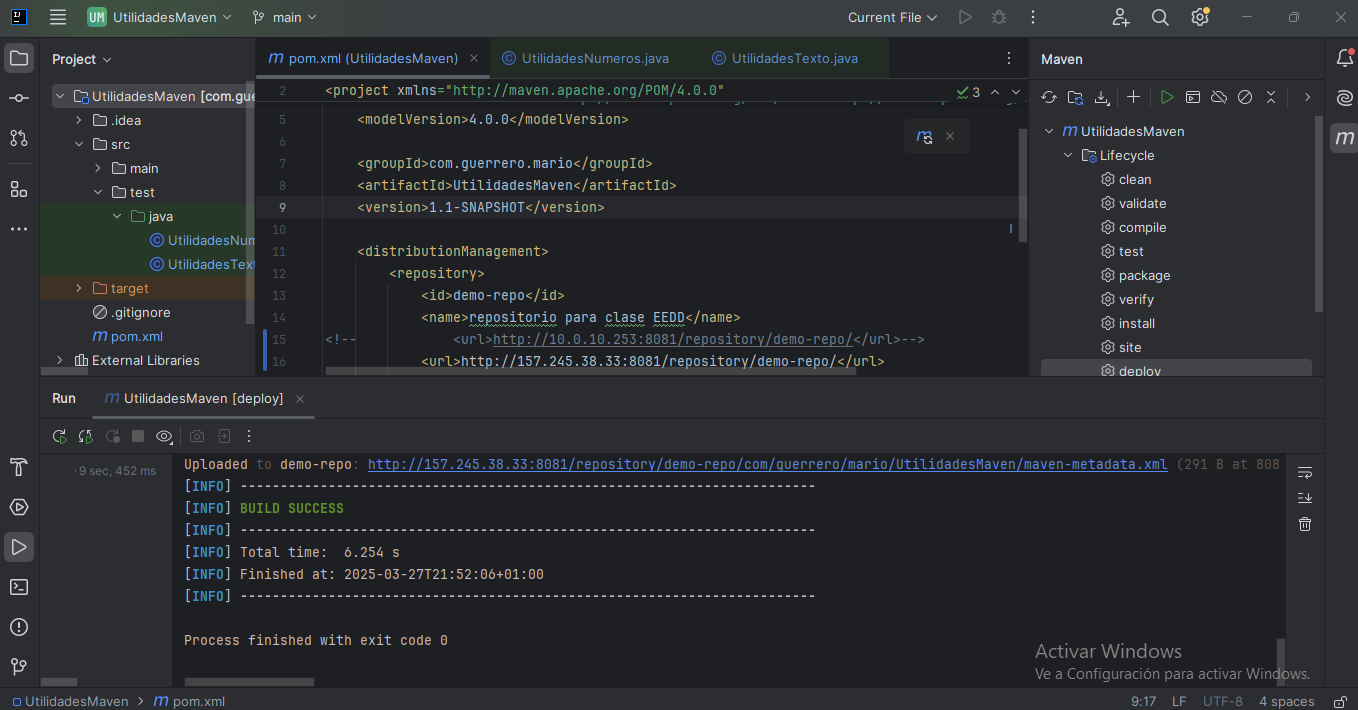 UM UtilidadesMaven main Current File
Project
pom.xml (UtilidadesMaven) UtilidadesNumeros.java UtilidadesTexto.java
Maven
UtilidadesMaven [com.gue
.idea
src
main
test
java
UtilidadesNum
UtilidadesText
target
.gitignore
pom.xml
External Libraries
2 <project xmlns="http://maven.apache.org/POM/4.0.0" 3
5 <modelVersion>4.0.0</modelVersion>
6
7 <groupId>com.guerrero.mario</groupId>
8 <artifactId>UtilidadesMaven</artifactId>
9 <version>1.1-SNAPSHOT</version>
10
11 <distributionManagement>
12 <repository>
13 <id>demo-repo</id>
14 <name>repositorio para clase EEDD</name>
15 <!-- <url>http://10.0.10.253:8081/repository/demo-repo/</url>-->
16 <url>http://157.245.38.33:8081/repository/demo-repo/</url>
UtilidadesMaven
Lifecycle
clean
validate
compile
test
package
verify
install
site
deploy
Run UtilidadesMaven [deploy]
9 sec, 452 ms
Uploaded to demo-repo: http://157.245.38.33:8081/repository/demo-repo/com/guerrero/mario/UtilidadesMaven/maven-metadata.xml (291 B at 808
[INFO] ------------------------------------------------------------------------
[INFO] BUILD SUCCESS
[INFO] ------------------------------------------------------------------------
[INFO] Total time:  6.254 s
[INFO] Finished at: 2025-03-27T21:52:06+01:00
[INFO] ------------------------------------------------------------------------
Process finished with exit code 0
Activar Windows
Ve a Configuración para activar Windows.
UtilidadesMaven > pom.xml 9:17 LF UTF-8 4 spaces